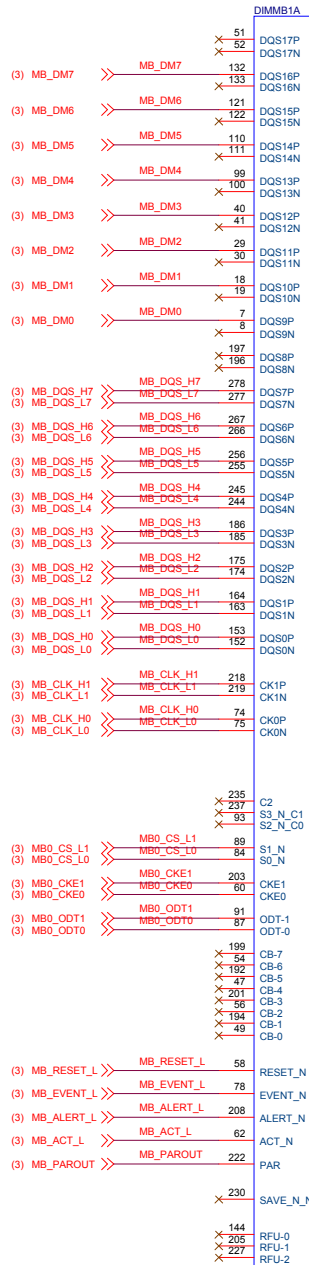 DIMMB1A
51 DQS17P
52 DQS17N
(3) MB_DM7 MB_DM7 132 DQS16P
133 DQS16N
(3) MB_DM6 MB_DM6 121 DQS15P
122 DQS15N
(3) MB_DM5 MB_DM5 110 DQS14P
111 DQS14N
(3) MB_DM4 MB_DM4 99 DQS13P
100 DQS13N
(3) MB_DM3 MB_DM3 40 DQS12P
41 DQS12N
(3) MB_DM2 MB_DM2 29 DQS11P
30 DQS11N
(3) MB_DM1 MB_DM1 18 DQS10P
19 DQS10N
(3) MB_DM0 MB_DM0 7 DQS9P
8 DQS9N
197 DQS8P
196 DQS8N
(3) MB_DQS_H7 MB_DQS_H7 278 DQS7P
(3) MB_DQS_L7 MB_DQS_L7 277 DQS7N
(3) MB_DQS_H6 MB_DQS_H6 267 DQS6P
(3) MB_DQS_L6 MB_DQS_L6 266 DQS6N
(3) MB_DQS_H5 MB_DQS_H5 256 DQS5P
(3) MB_DQS_L5 MB_DQS_L5 255 DQS5N
(3) MB_DQS_H4 MB_DQS_H4 245 DQS4P
(3) MB_DQS_L4 MB_DQS_L4 244 DQS4N
(3) MB_DQS_H3 MB_DQS_H3 186 DQS3P
(3) MB_DQS_L3 MB_DQS_L3 185 DQS3N
(3) MB_DQS_H2 MB_DQS_H2 175 DQS2P
(3) MB_DQS_L2 MB_DQS_L2 174 DQS2N
(3) MB_DQS_H1 MB_DQS_H1 164 DQS1P
(3) MB_DQS_L1 MB_DQS_L1 163 DQS1N
(3) MB_DQS_H0 MB_DQS_H0 153 DQS0P
(3) MB_DQS_L0 MB_DQS_L0 152 DQS0N
(3) MB_CLK_H1 MB_CLK_H1 218 CK1P
(3) MB_CLK_L1 MB_CLK_L1 219 CK1N
(3) MB_CLK_H0 MB_CLK_H0 74 CK0P
(3) MB_CLK_L0 MB_CLK_L0 75 CK0N
235 C2
237 S3_N_C1
93 S2_N_C0
(3) MB0_CS_L1 MB0_CS_L1 89 S1_N
(3) MB0_CS_L0 MB0_CS_L0 84 S0_N
(3) MB0_CKE1 MB0_CKE1 203 CKE1
(3) MB0_CKE0 MB0_CKE0 60 CKE0
(3) MB0_ODT1 MB0_ODT1 91 ODT-1
(3) MB0_ODT0 MB0_ODT0 87 ODT-0
199 CB-7
54 CB-6
192 CB-5
47 CB-4
201 CB-3
56 CB-2
194 CB-1
49 CB-0
(3) MB_RESET_L MB_RESET_L 58 RESET_N
(3) MB_EVENT_L MB_EVENT_L 78 EVENT_N
(3) MB_ALERT_L MB_ALERT_L 208 ALERT_N
(3) MB_ACT_L MB_ACT_L 62 ACT_N
(3) MB_PAROUT MB_PAROUT 222 PAR
230 SAVE_N_N
144 RFU-0
205 RFU-1
227 RFU-2